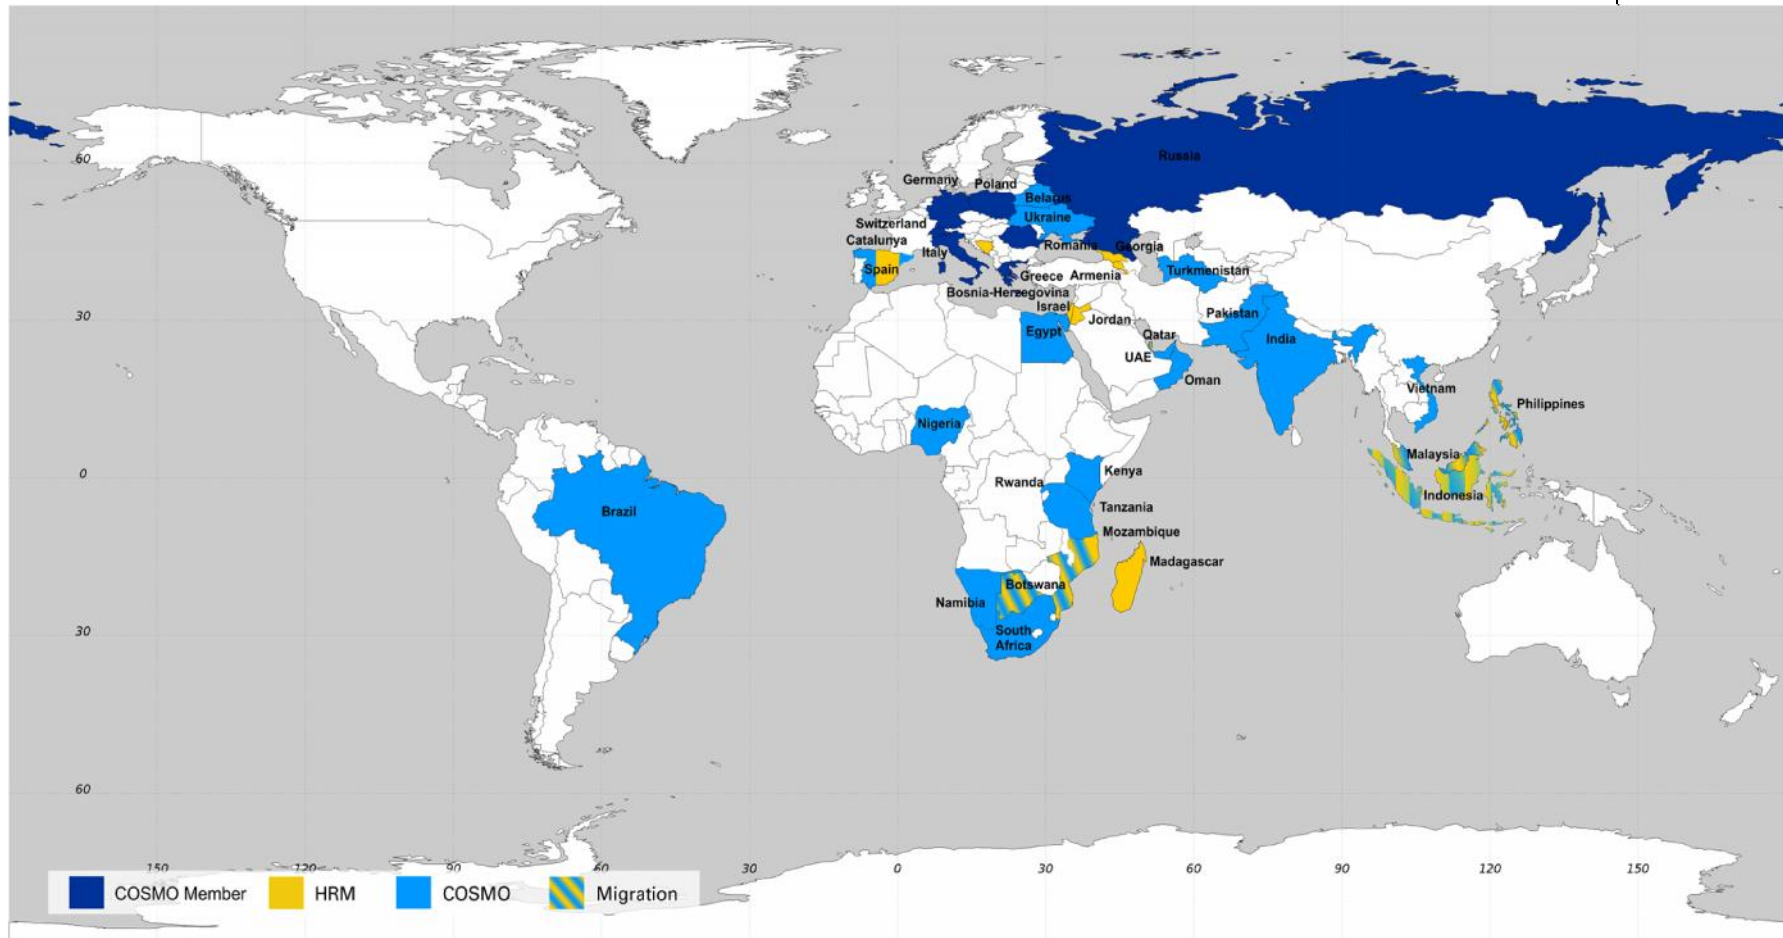 60
Russia
Germany
Poland
Belarus
Switzerland
Ukraine
Catalunya
Italy
Romania
Georgia
Spain
Greece
Armenia
Turkmenistan
Bosnia-Herzegovina
Israel
30
Jordan
Pakistan
Egypt
Qatar
India
UAE
Oman
Vietnam
Philippines
Nigeria
Malaysia
0
Kenya
Rwanda
Indonesia
Brazil
Tanzania
Mozambique
Madagascar
Botswana
Namibia
30
South
Africa
60
150 120 90 60 30 0 30 60 90 120 150
COSMO Member HRM COSMO Migration